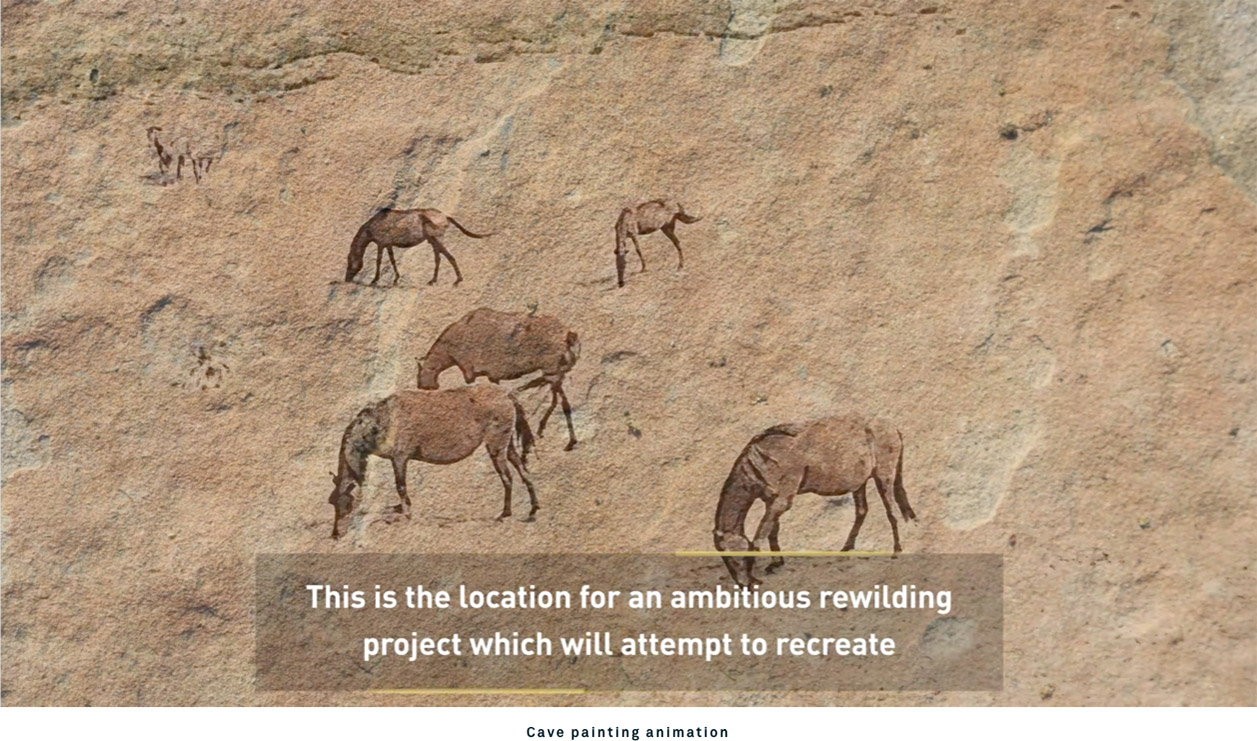 This is the location for an ambitious rewilding
project which will attempt to recreate
Cave painting animation